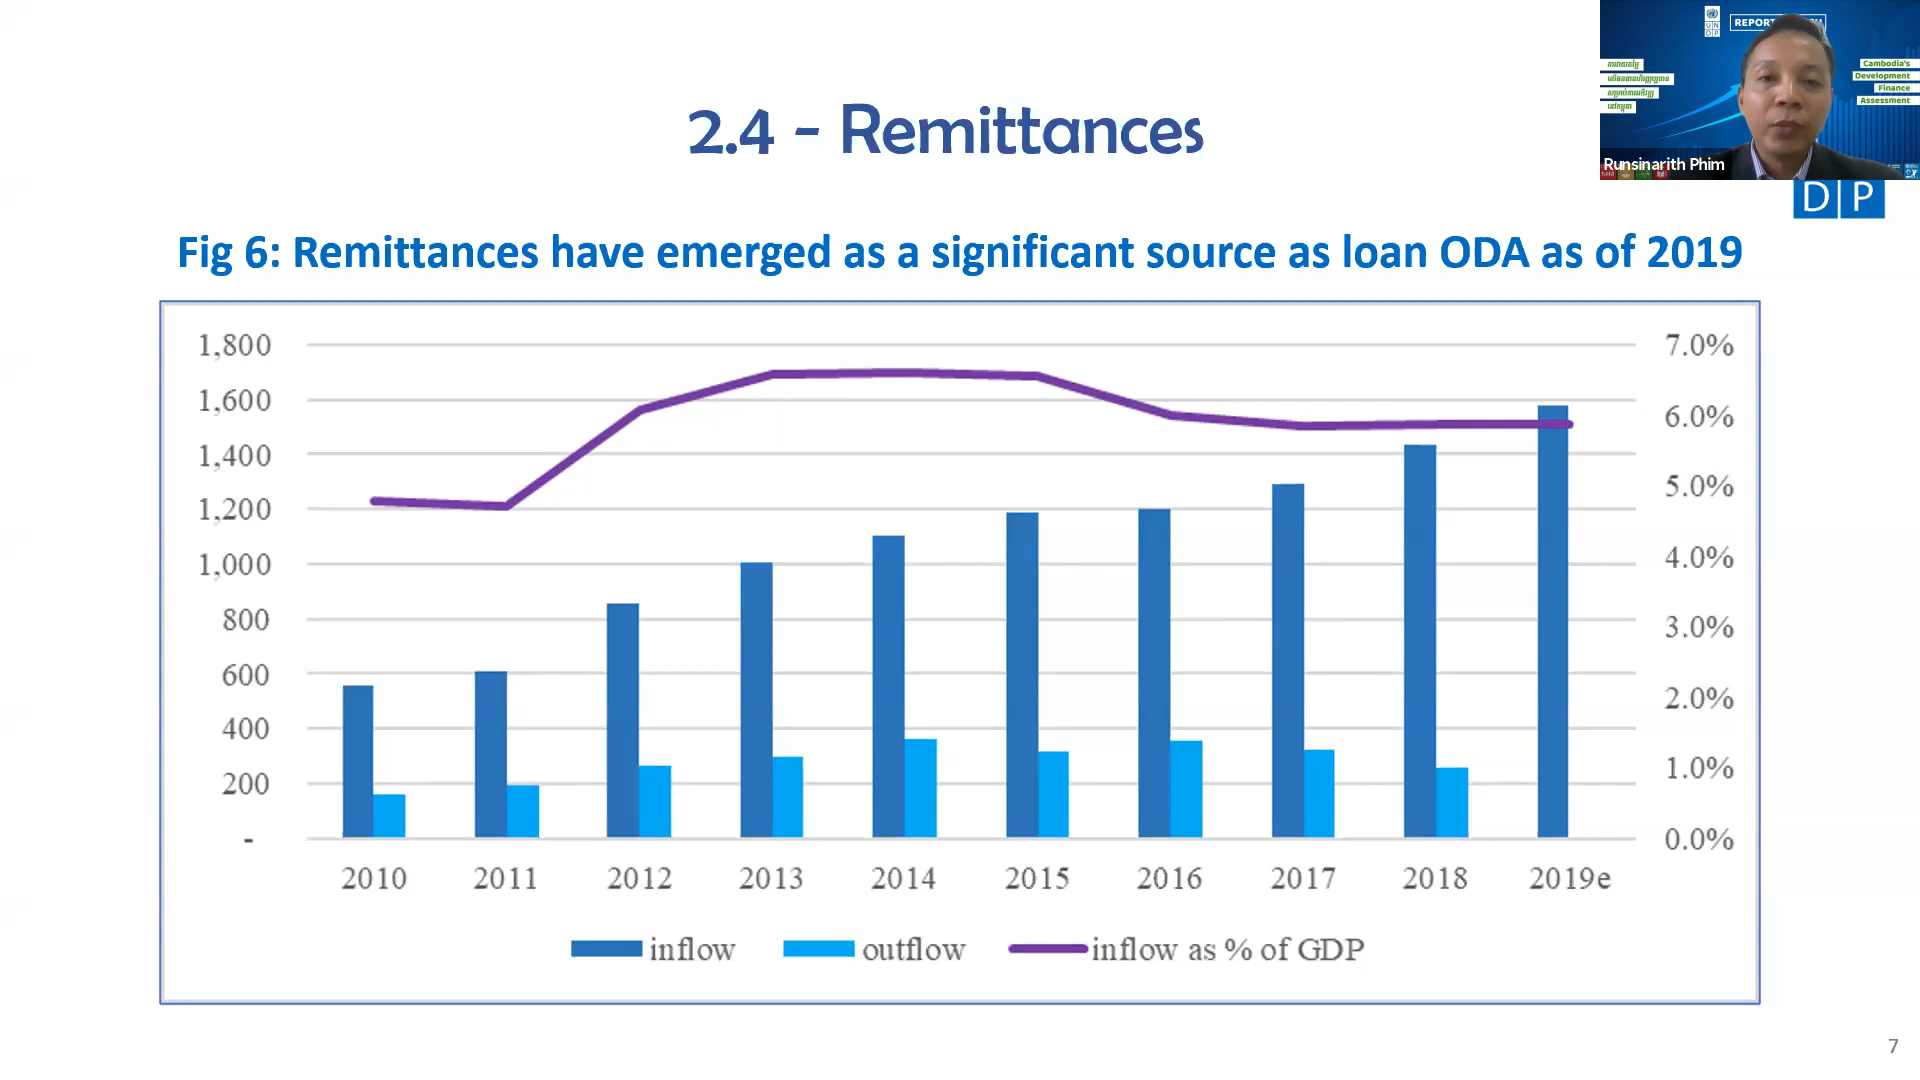 UN
DP
Cambodia's
Development
Finance
Assessment
Runsinarith Phim
D P
2.4 - Remittances
Fig 6: Remittances have emerged as a significant source as loan ODA as of 2019
1,800
1,600
1,400
1,200
1,000
800
600
400
200
-
7.0%
6.0%
5.0%
4.0%
3.0%
2.0%
1.0%
0.0%
2010 2011 2012 2013 2014 2015 2016 2017 2018 2019e
inflow outflow inflow as % of GDP
7